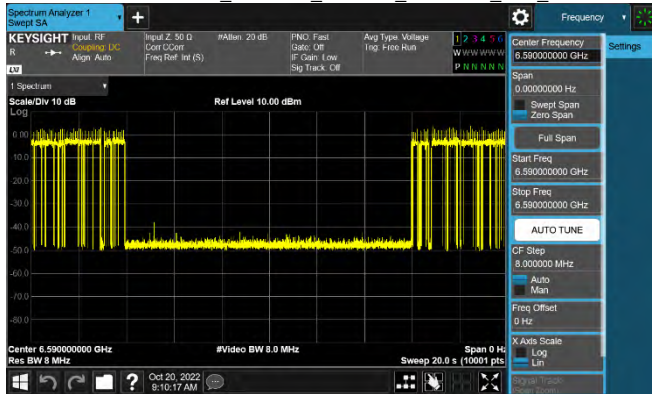 Spectrum Analyzer 1
Swept SA
+
Frequency
KEYSIGHT Input: RF
R
Coupling: DC
Align: Auto
LXI
Input Z: 50 Ω
Corr CCorr
Freq Ref: Int (S)
#Atten: 20 dB
PNO: Fast
Gate: Off
IF Gain: Low
Sig Track: Off
Avg Type: Voltage
Trig: Free Run
1 2 3 4 5 6
W W W W W W
P N N N N N
1 Spectrum
Scale/Div 10 dB
Ref Level 10.00 dBm
Log
0.00
-10.0
-20.0
-30.0
-40.0
-50.0
-60.0
-70.0
-80.0
Center 6.590000000 GHz
Res BW 8 MHz
#Video BW 8.0 MHz
Span 0 Hz
Sweep 20.0 s (10001 pts
Center Frequency
6.590000000 GHz
Settings
Span
0.00000000 Hz
Swept Span
Zero Span
Full Span
Start Freq
6.590000000 GHz
Stop Freq
6.590000000 GHz
AUTO TUNE
CF Step
8.000000 MHz
Auto
Man
Freq Offset
0 Hz
X Axis Scale
Log
Lin
Signal Track
?
Oct 20, 2022
9:10:17 AM